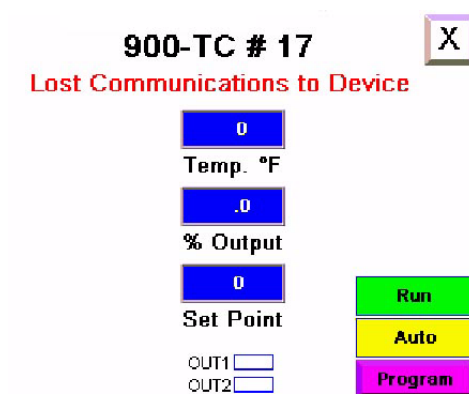 900-TC # 17
X
Lost Communications to Device
0
Temp. °F
.0
% Output
0
Set Point
Run
Auto
Program
OUT1
OUT2